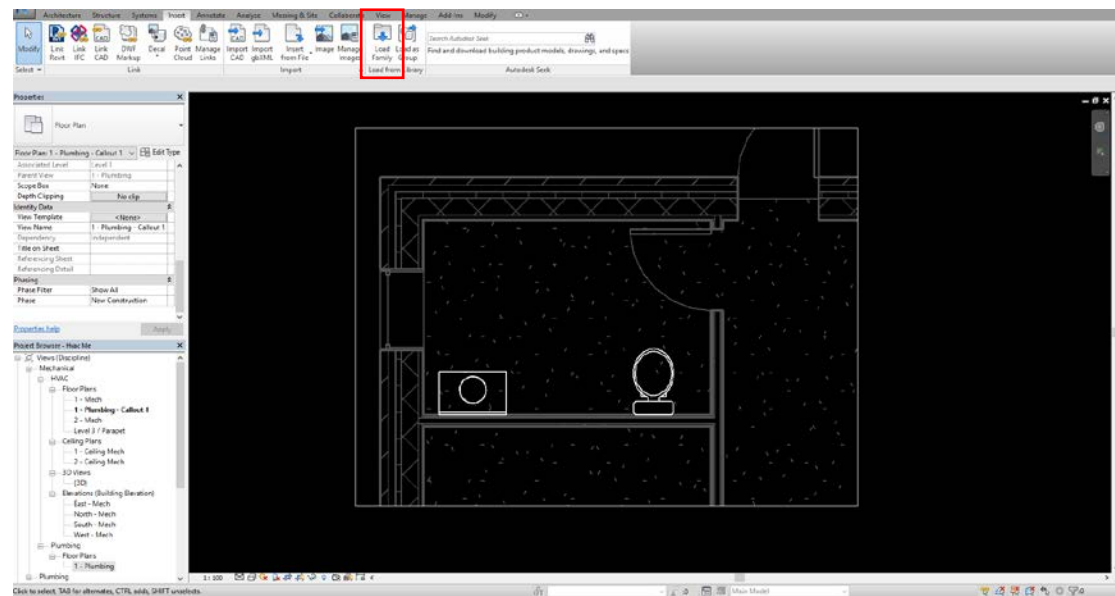 Architecture Structure Systems Insert Annotate Analyze Massing & Site Collaborate View Manage Add-Ins Modify
Modify Link Revit Link IFC Link CAD DWF Markup Decal Point Cloud Manage Links Import CAD Import gbXML Insert from File Image Manage Images Load Family Load as Group
Search Autodesk Seek
Find and download building product models, drawings, and specs
Select Link Import Load from Library Autodesk Seek
Properties
Floor Plan
Floor Plan: 1 - Plumbing - Callout 1 Edit Type
Associated Level Level 1
Parent View 1 - Plumbing
Scope Box None
Depth Clipping No clip
Identity Data
View Template <None>
View Name 1 - Plumbing - Callout 1
Dependency Independent
Title on Sheet
Referencing Sheet
Referencing Detail
Phasing
Phase Filter Show All
Phase New Construction
Properties help Apply
Project Browser - Hvac Me
Views (Discipline)
Mechanical
HVAC
Floor Plans
1 - Mech
1 - Plumbing - Callout 1
2 - Mech
Level 3 / Parapet
Ceiling Plans
1 - Ceiling Mech
2 - Ceiling Mech
3D Views
{3D}
Elevations (Building Elevation)
East - Mech
North - Mech
South - Mech
West - Mech
Plumbing
Floor Plans
1 - Plumbing
Plumbing
1 : 100
Click to select, TAB for alternates, CTRL adds, SHIFT unselects.
:0 Main Model :0